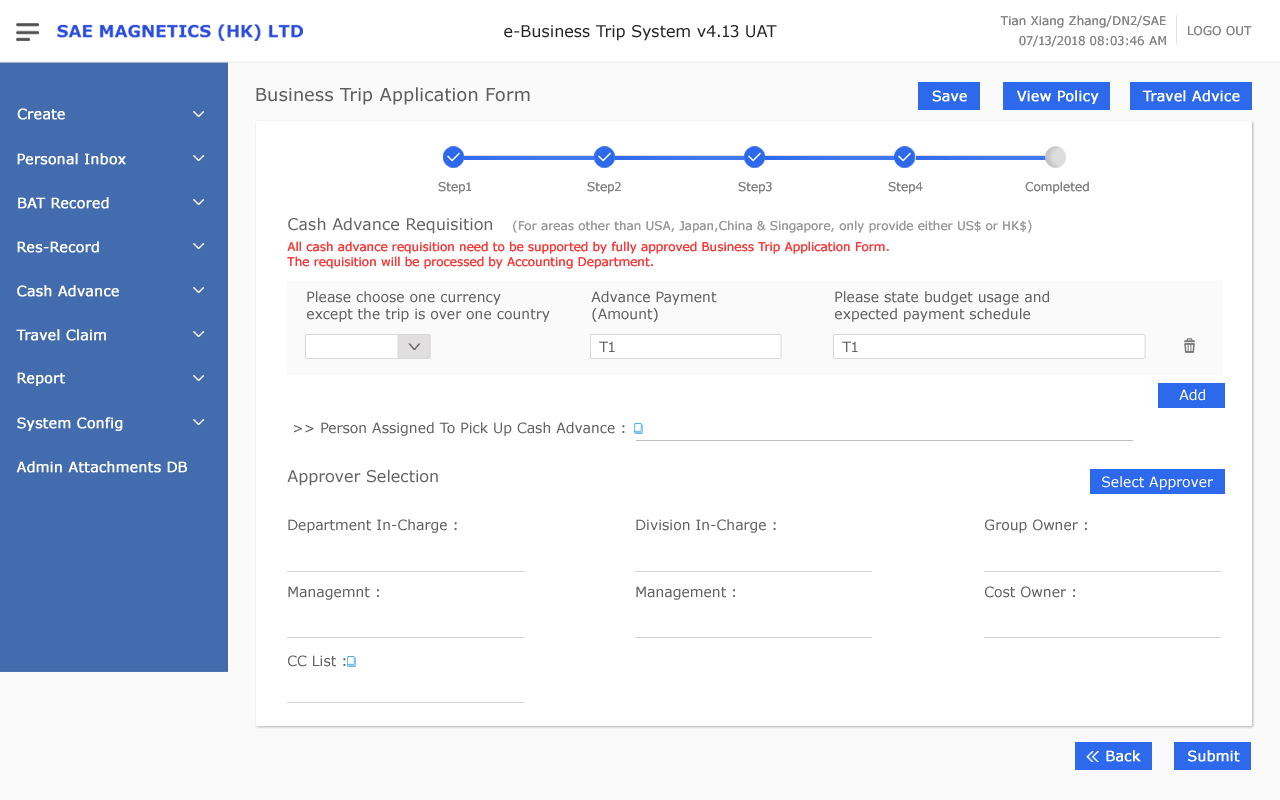 SAE MAGNETICS (HK) LTD
e-Business Trip System v4.13 UAT
Tian Xiang Zhang/DN2/SAE
07/13/2018 08:03:46 AM
LOGO OUT
Create
Personal Inbox
BAT Recored
Res-Record
Cash Advance
Travel Claim
Report
System Config
Admin Attachments DB
Business Trip Application Form
Save
View Policy
Travel Advice
Step1
Step2
Step3
Step4
Completed
Cash Advance Requisition (For areas other than USA, Japan,China & Singapore, only provide either US$ or HK$)
All cash advance requisition need to be supported by fully approved Business Trip Application Form.
The requisition will be processed by Accounting Department.
Please choose one currency
except the trip is over one country
Advance Payment
(Amount)
T1
Please state budget usage and
expected payment schedule
T1
Add
>> Person Assigned To Pick Up Cash Advance :
Approver Selection
Select Approver
Department In-Charge :
Division In-Charge :
Group Owner :
Managemnt :
Management :
Cost Owner :
CC List :
Back
Submit